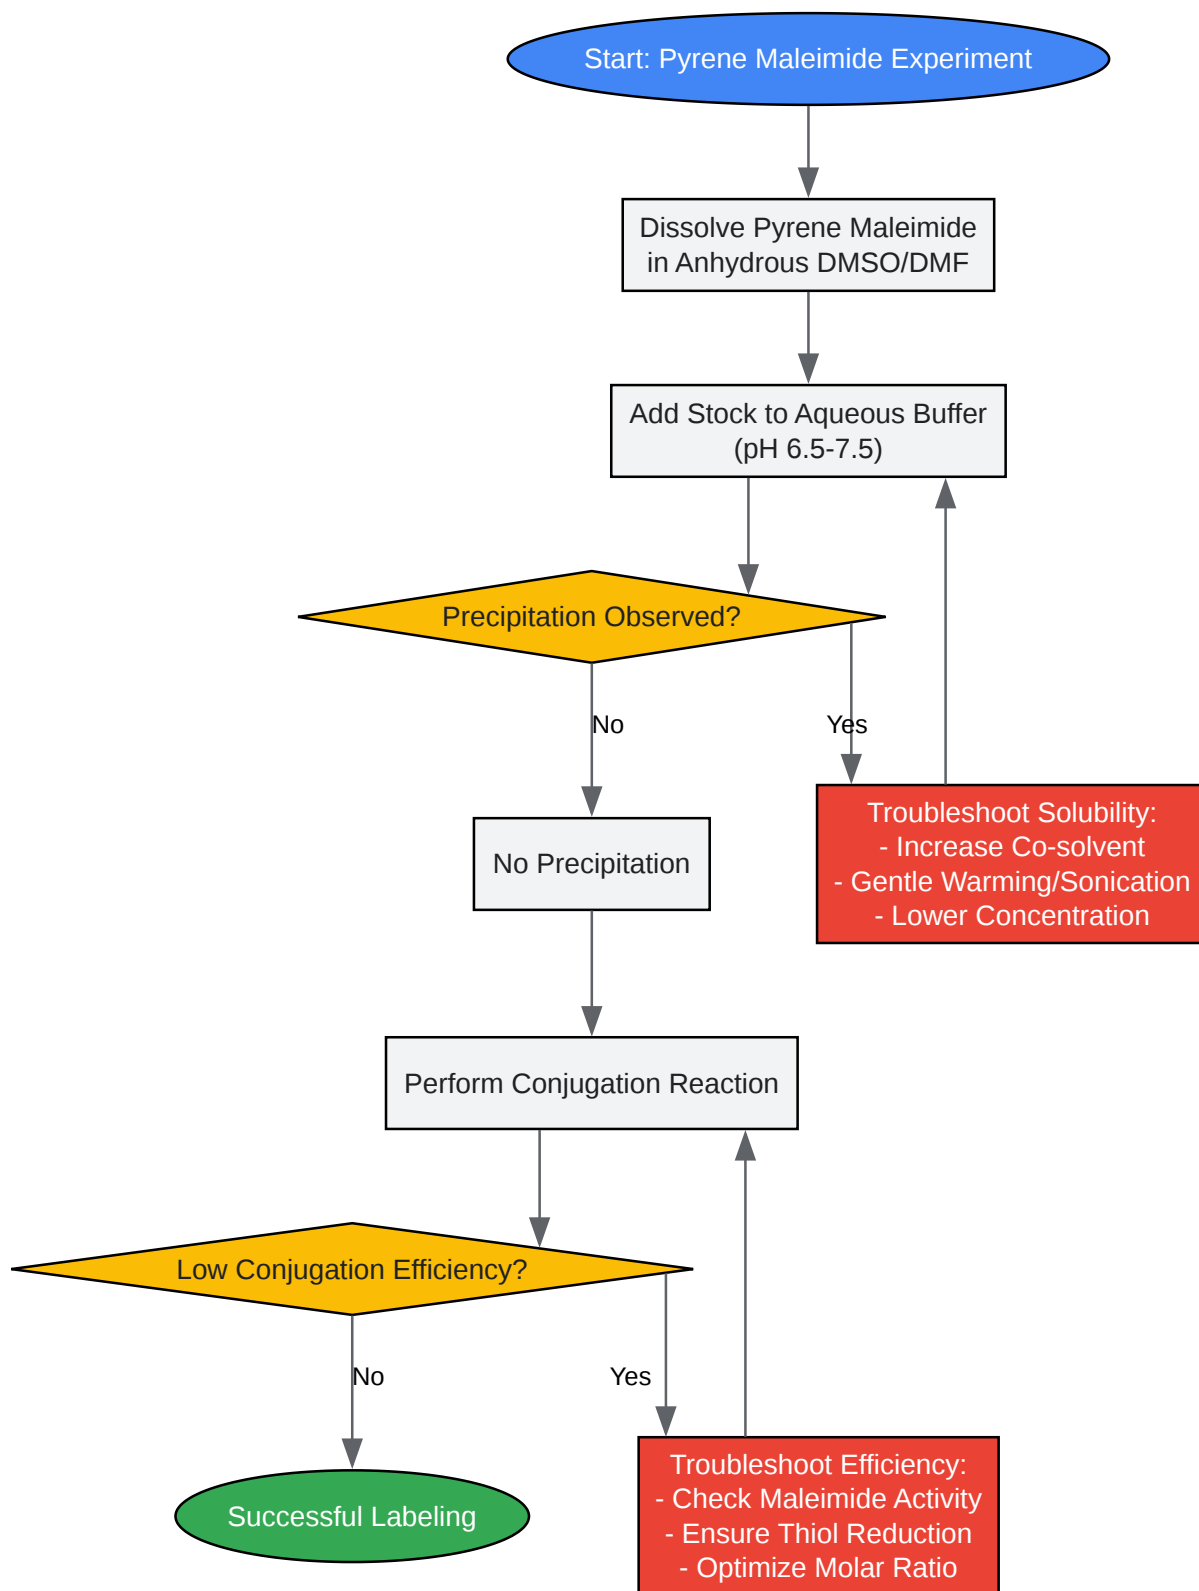 Start: Pyrene Maleimide Experiment
Dissolve Pyrene Maleimide
in Anhydrous DMSO/DMF
Add Stock to Aqueous Buffer
(pH 6.5-7.5)
Precipitation Observed?
No
Yes
Troubleshoot Solubility:
- Increase Co-solvent
- Gentle Warming/Sonication
- Lower Concentration
No Precipitation
Perform Conjugation Reaction
Low Conjugation Efficiency?
No
Yes
Troubleshoot Efficiency:
- Check Maleimide Activity
- Ensure Thiol Reduction
- Optimize Molar Ratio
Successful Labeling